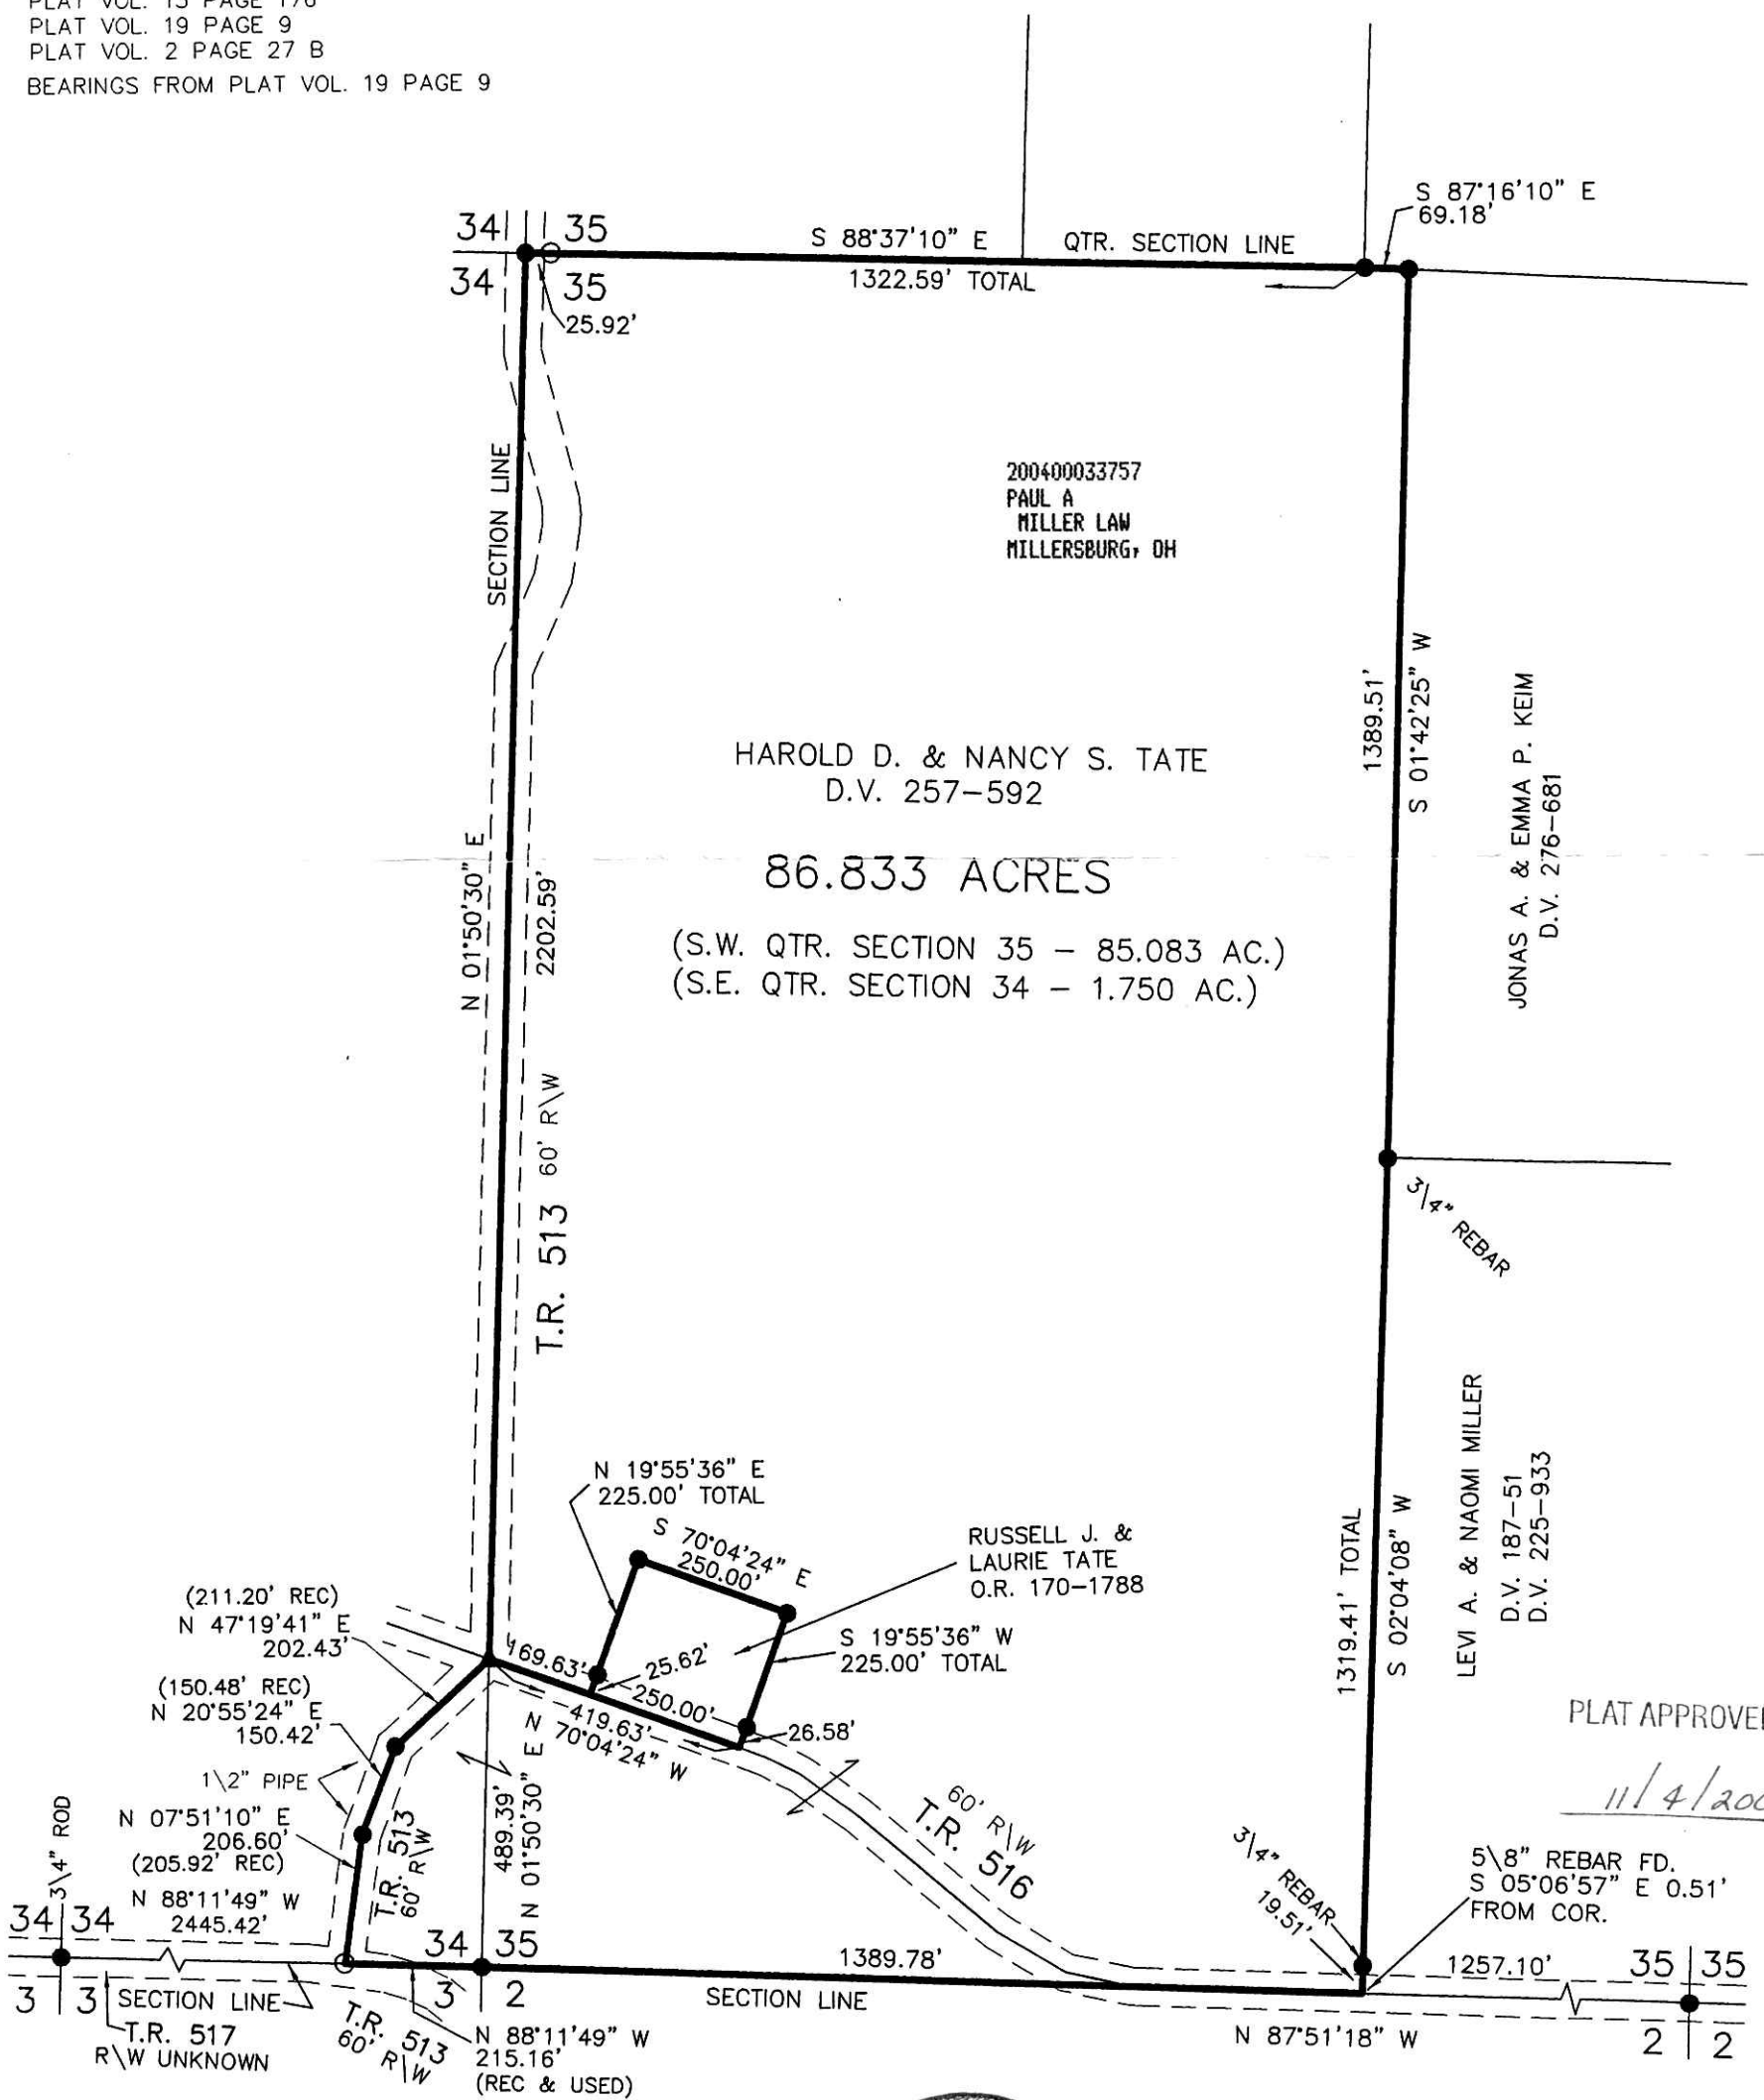 PLAT VOL. 15 PAGE 176
PLAT VOL. 19 PAGE 9
PLAT VOL. 2 PAGE 27 B
BEARINGS FROM PLAT VOL. 19 PAGE 9
S 87°16'10" E
69.18'
34 35
S 88°37'10" E QTR. SECTION LINE
34 35
1322.59' TOTAL
25.92'
SECTION LINE
200400033757
PAUL A
MILLER LAW
MILLERSBURG, OH
1389.51'
S 01°42'25" W
JONAS A. & EMMA P. KEIM
D.V. 276-681
HAROLD D. & NANCY S. TATE
D.V. 257-592
86.833 ACRES
(S.W. QTR. SECTION 35 - 85.083 AC.)
(S.E. QTR. SECTION 34 - 1.750 AC.)
N 01°50'30" E
2202.59'
T.R. 513 60' R\W
3/4" REBAR
N 19°55'36" E
225.00' TOTAL
S 70°04'24" E
250.00'
RUSSELL J. &
LAURIE TATE
O.R. 170-1788
S 19°55'36" W
225.00' TOTAL
1319.41' TOTAL
S 02°04'08" W
LEVI A. & NAOMI MILLER
D.V. 187-51
D.V. 225-933
(211.20' REC)
N 47°19'41" E
202.43'
169.63'
25.62'
250.00'
419.63'
N 70°04'24" W
26.58'
(150.48' REC)
N 20°55'24" E
150.42'
1\2" PIPE
N 07°51'10" E
206.60'
(205.92' REC)
T.R. 513
60' R\W
489.39'
N 01°50'30" E
60' R\W
T.R. 516
PLAT APPROVE
11/4/200
3/4" REBAR
19.51'
5\8" REBAR FD.
S 05°06'57" E 0.51'
FROM COR.
3\4" ROD
N 88°11'49" W
2445.42'
34 34
34 35
1389.78'
1257.10'
35 35
3 3
SECTION LINE
3 2
SECTION LINE
N 87°51'18" W
2 2
T.R. 517
R\W UNKNOWN
T.R. 513
60' R\W
N 88°11'49" W
215.16'
(REC & USED)